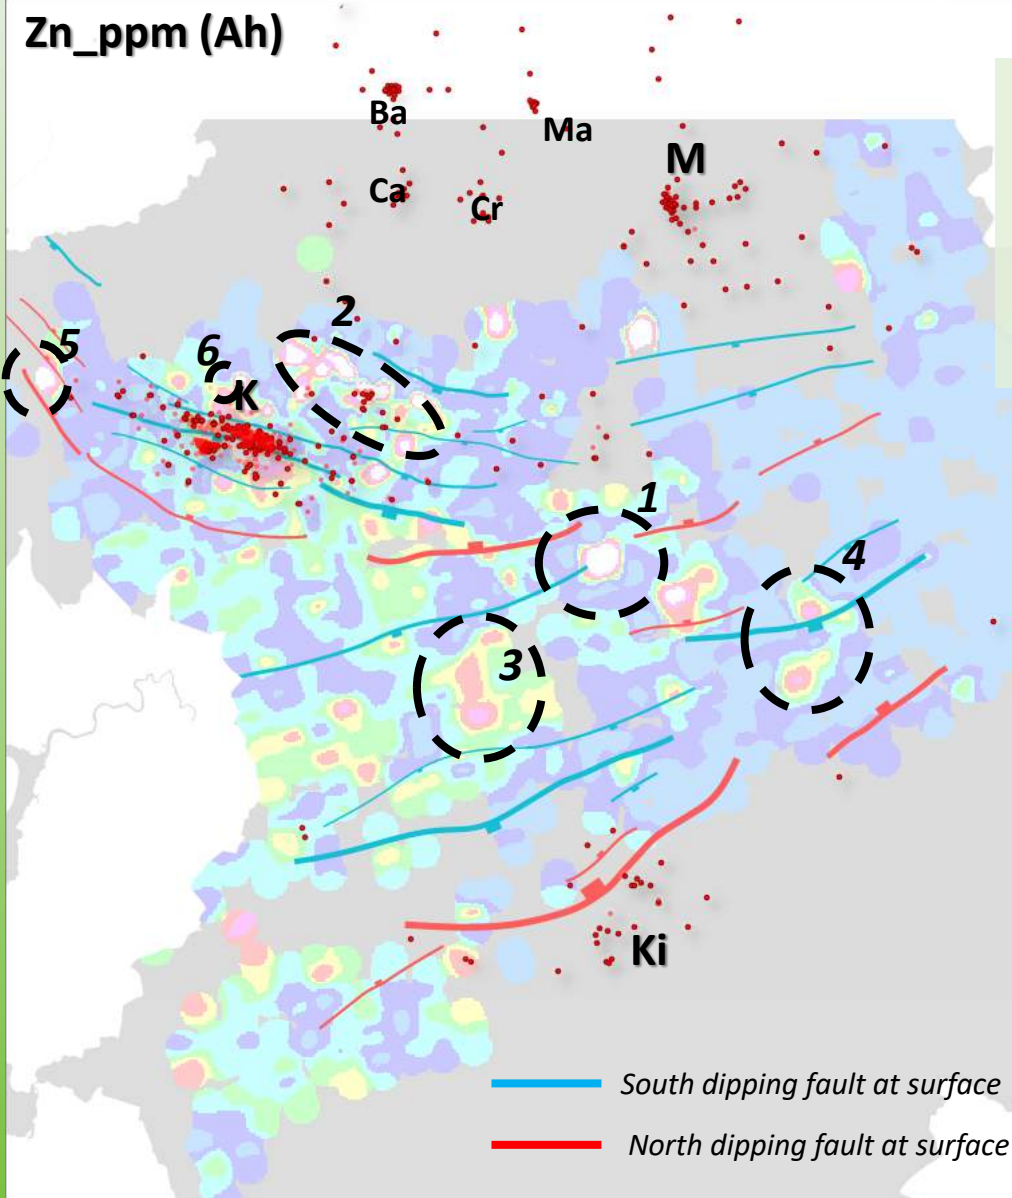 Zn_ppm (Ah)
Ba
Ma
M
Ca
Cr
2
5
6
K
1
4
3
Ki
South dipping fault at surface
North dipping fault at surface